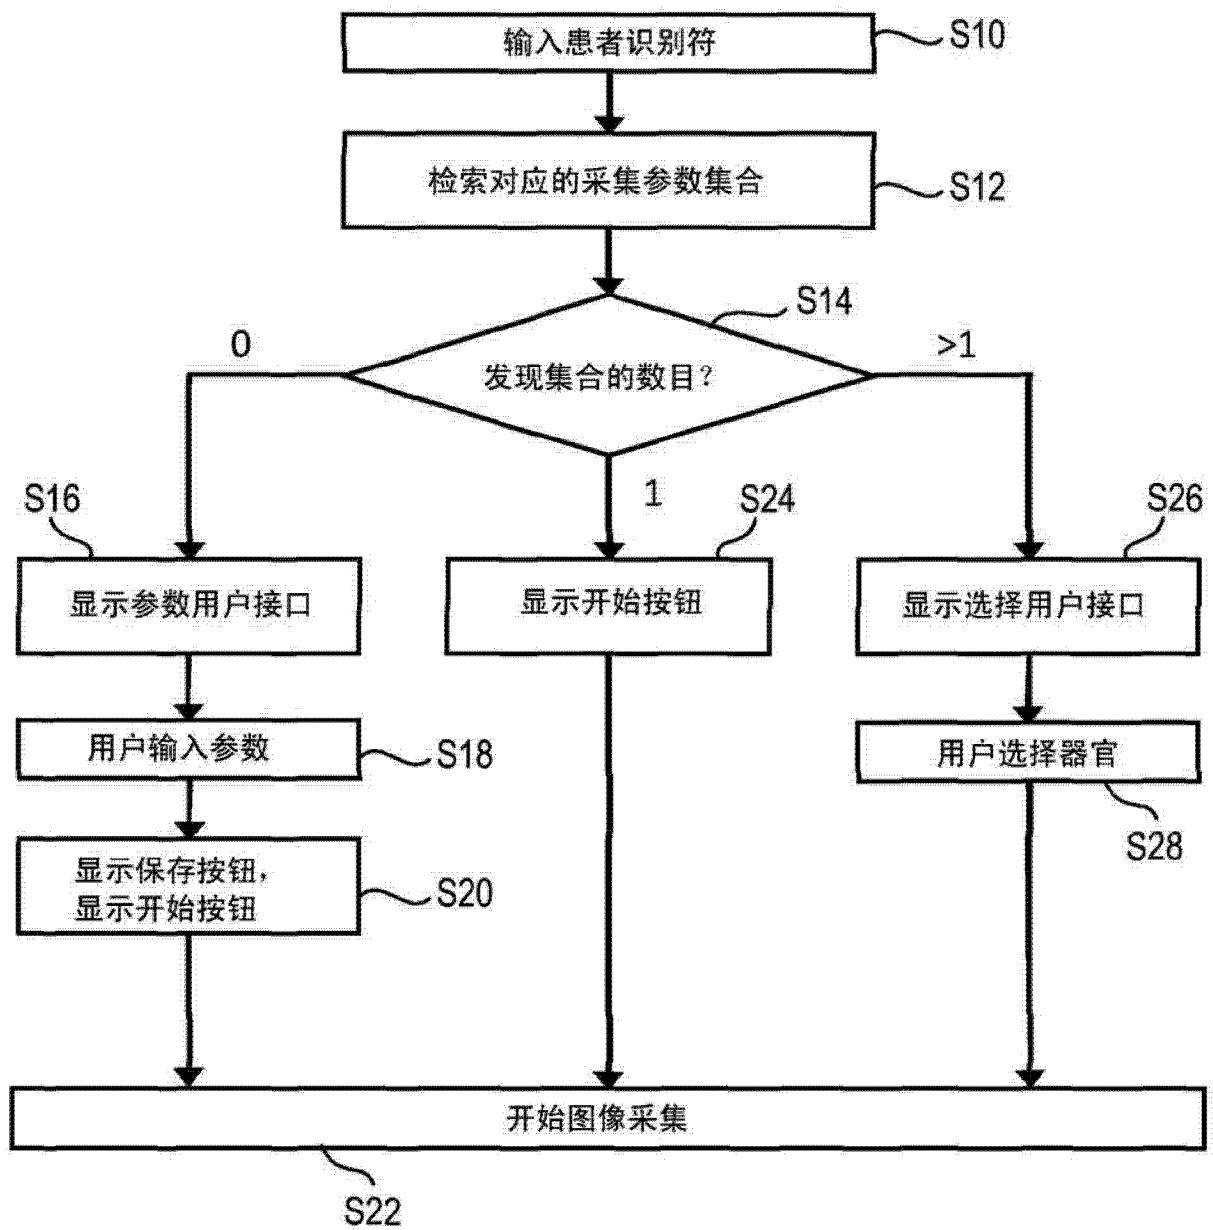 输入患者识别符
S10
检索对应的采集参数集合
S12
S14
0
>1
发现集合的数目?
1
S16
S24
S26
显示参数用户接口
显示开始按钮
显示选择用户接口
用户输入参数
S18
用户选择器官
S28
显示保存按钮,
显示开始按钮
S20
开始图像采集
S22